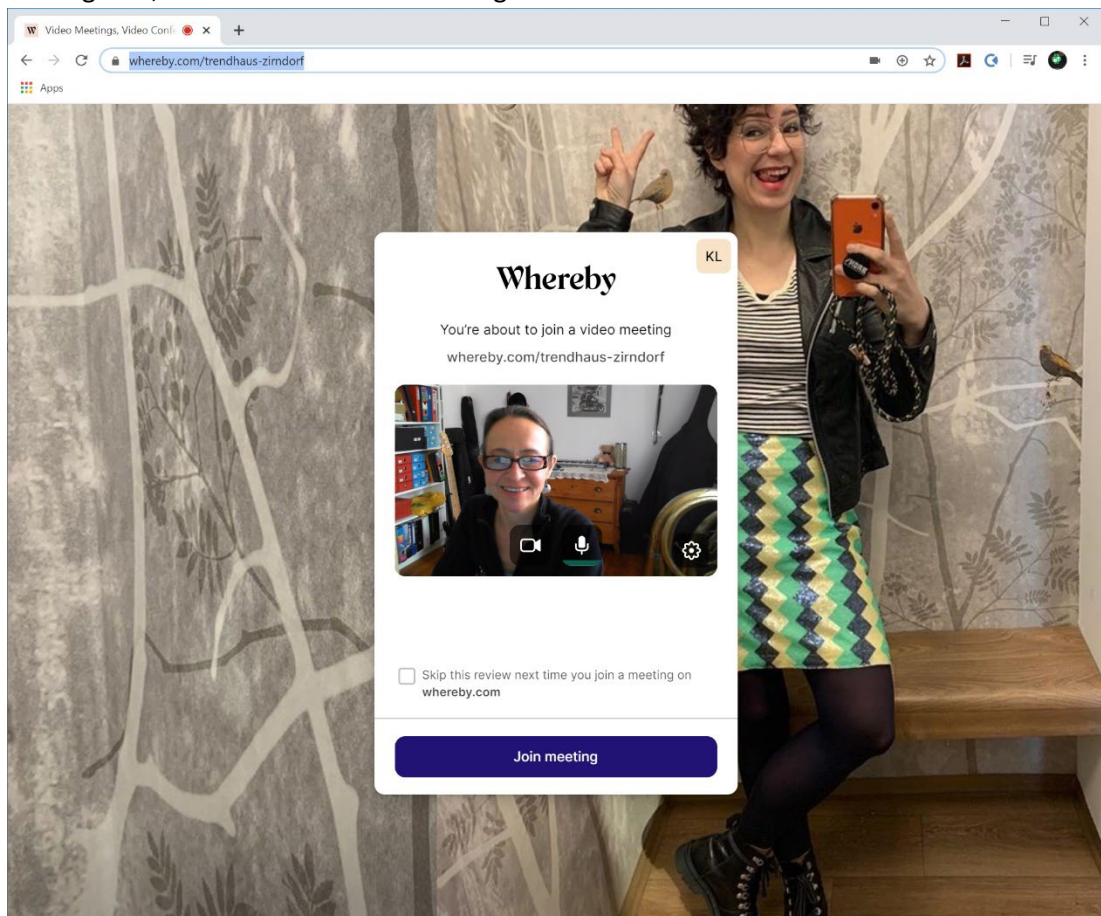 Video Meetings, Video Conf
whereby.com/trendhaus-zirndorf
Apps
KL
Whereby
You're about to join a video meeting
whereby.com/trendhaus-zirndorf
Skip this review next time you join a meeting on
whereby.com
Join meeting